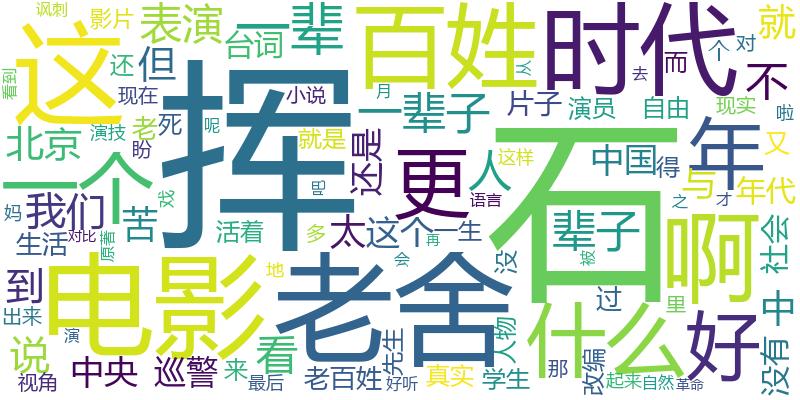 讽刺 影片 表演 一辈 百姓 时代 就
看到 这 还 但 台词 从 个 对 而 不
现在 挥 小说 去 月 啦
北京 演技 老 死 呢 一辈子 片子 演员 自由 现实
盼 就是 还是 更 人 这样 中国 得 年 又
一个 吧 石 与 年代
妈 我们 苦 戏 语言 之 才
生活 对比 原著 活着 多 太 这个 再 一生 辈子 啊 社会
到 电影 地 老舍 会 没 被 什么 过 里 好 没有 中
出来 说 演 看 先生 人物
视角 中央 巡警 来 最后 老百姓 好听 真实 学生 那 改编 起来 自然 革命